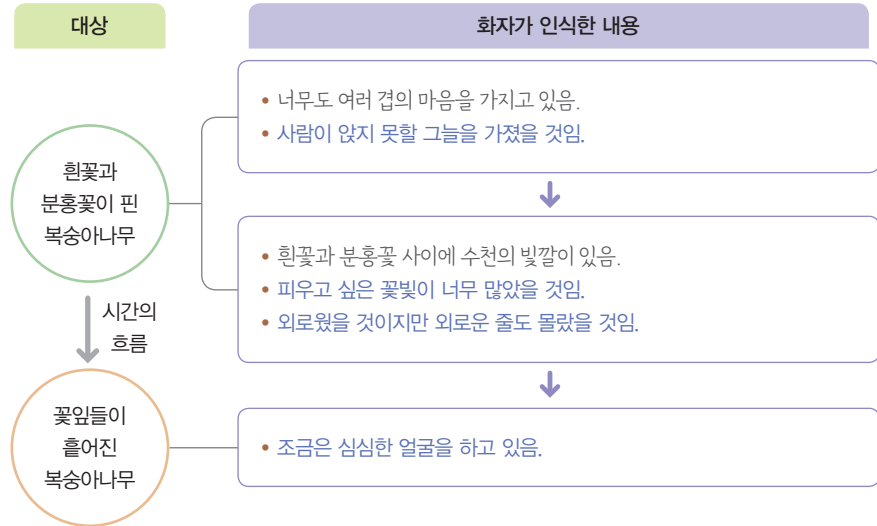 대상
화자가 인식한 내용
• 너무도 여러 겹의 마음을 가지고 있음.
• 사람이 앉지 못할 그늘을 가졌을 것임.
흰꽃과
분홍꽃이 핀
복숭아나무
• 흰꽃과 분홍꽃 사이에 수천의 빛깔이 있음.
• 피우고 싶은 꽃빛이 너무 많았을 것임.
• 외로웠을 것이지만 외로운 줄도 몰랐을 것임.
시간의
흐름
꽃잎들이
흩어진
복숭아나무
• 조금은 심심한 얼굴을 하고 있음.